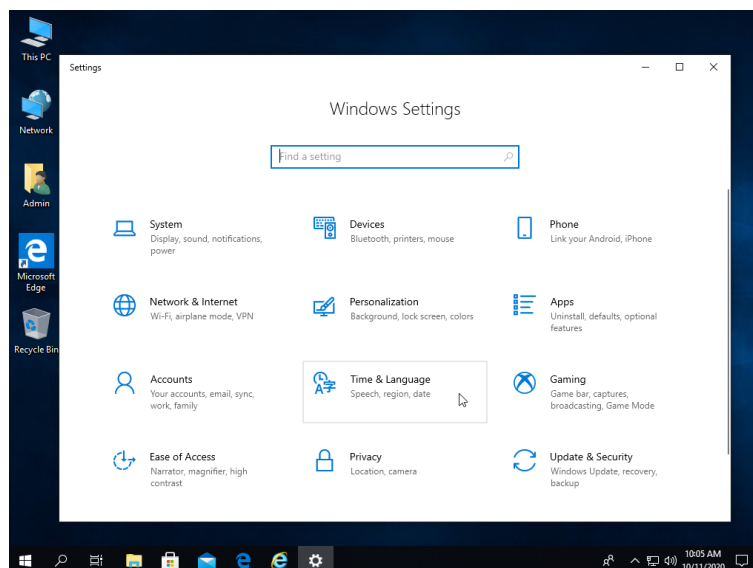 This PC
Network
Admin
Microsoft
Edge
Recycle Bin
Settings
Windows Settings
Find a setting
System
Display, sound, notifications,
power
Devices
Bluetooth, printers, mouse
Phone
Link your Android, iPhone
Network & Internet
Wi-Fi, airplane mode, VPN
Personalization
Background, lock screen, colors
Apps
Uninstall, defaults, optional
features
Accounts
Your accounts, email, sync,
work, family
Time & Language
Speech, region, date
Gaming
Game bar, captures,
broadcasting, Game Mode
Ease of Access
Narrator, magnifier, high
contrast
Privacy
Location, camera
Update & Security
Windows Update, recovery,
backup
10:05 AM
10/11/2020